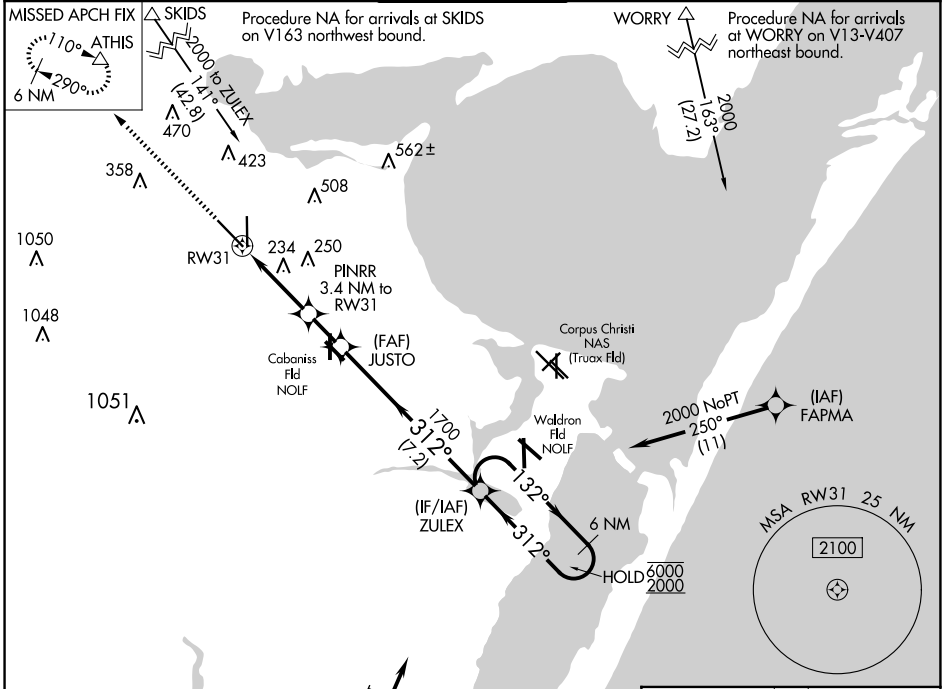 MISSED APCH FIX
110°
ATHIS
290°
6 NM
SKIDS
2000 to ZULEX
141°
(42.8)
Procedure NA for arrivals at SKIDS
on V163 northwest bound.
WORRY
Procedure NA for arrivals
at WORRY on V13-V407
northeast bound.
2000
163°
(27.2)
470
423
562±
358
508
1050
RW31
234
250
PINRR
3.4 NM to
RW31
1048
(FAF)
JUSTO
Cabaniss
Fld
NOLF
Corpus Christi
NAS
(Truax Fld)
1051
2000 NoPT
250°
(11)
(IAF)
FAPMA
1700
312°
(7.2)
Waldron
Fld
NOLF
132°
(IF/IAF)
ZULEX
312°
6 NM
HOLD 6000
2000
MSA RW31 25 NM
2100